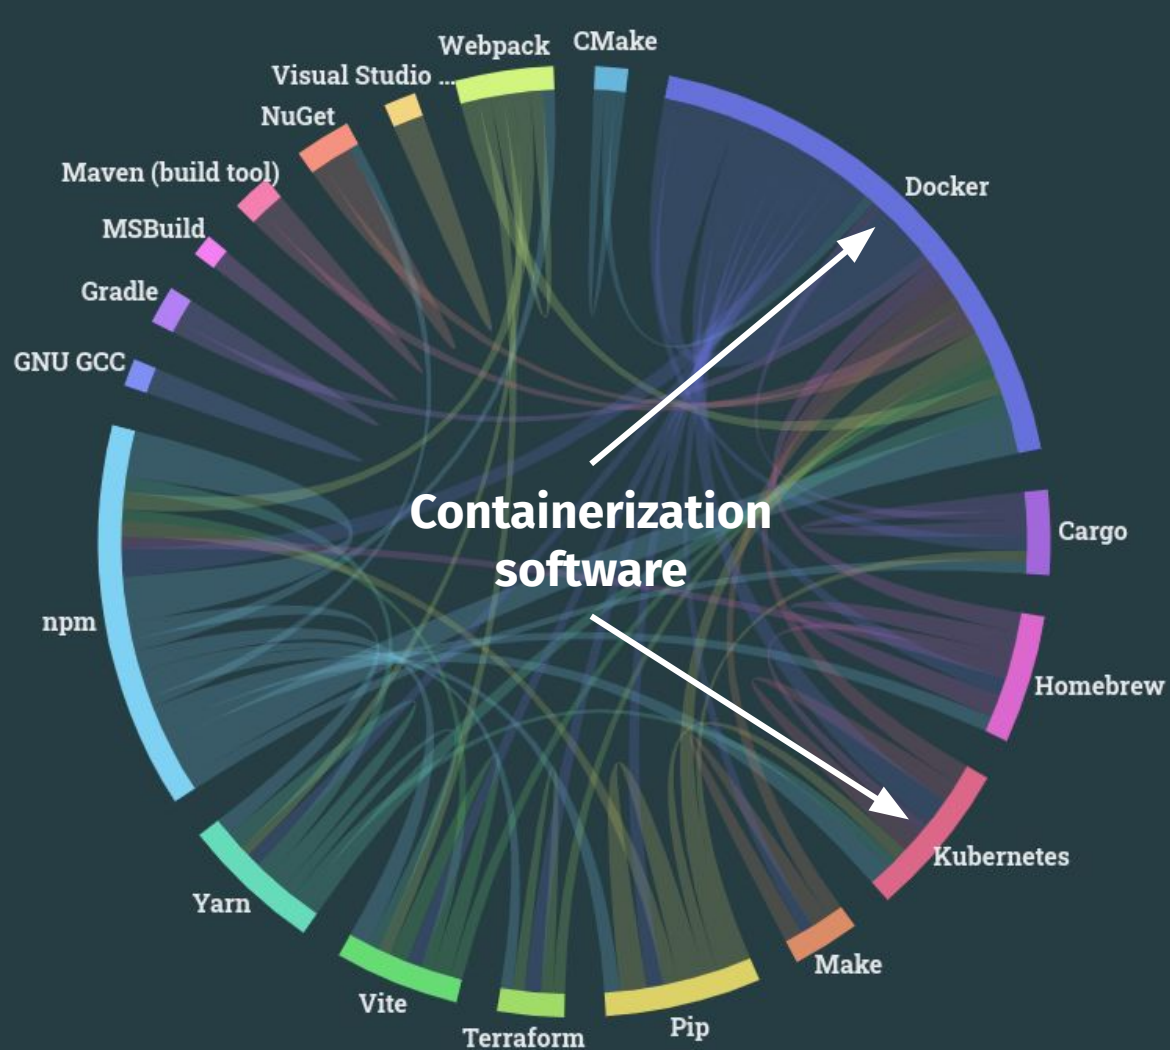 Webpack
CMake
Visual Studio ...
NuGet
Maven (build tool)
MSBuild
Gradle
GNU GCC
Docker
Containerization
software
Cargo
npm
Homebrew
Kubernetes
Yarn
Make
Vite
Terraform
Pip